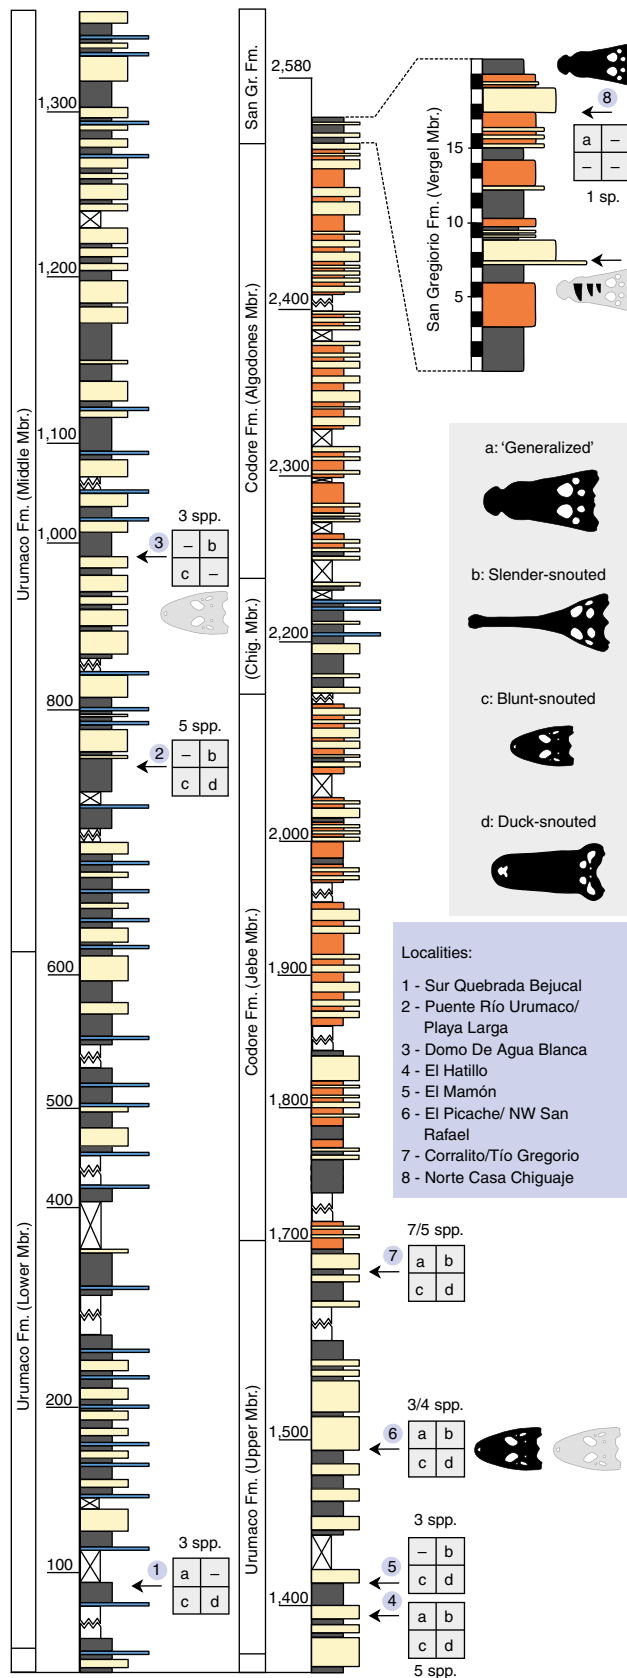 Urumaco Fm. (Middle Mbr.)
Urumaco Fm. (Lower Mbr.)
1,300
1,200
1,100
1,000
800
600
500
400
200
100
3 spp.
3
– b
c –
5 spp.
2
– b
c d
3 spp.
1
a –
c d
San Gr. Fm.
Codore Fm. (Algodones Mbr.)
(Chig. Mbr.)
Codore Fm. (Jebe Mbr.)
Urumaco Fm. (Upper Mbr.)
2,580
2,400
2,300
2,200
2,000
1,900
1,800
1,700
1,500
1,400
7/5 spp.
7
a b
c d
3/4 spp.
6
a b
c d
3 spp.
5
– b
c d
4
a b
c d
5 spp.
San Gregiorio Fm. (Vergel Mbr.)
15
10
5
8
a –
– –
1 sp.
a: ‘Generalized’
b: Slender-snouted
c: Blunt-snouted
d: Duck-snouted
Localities:
1 - Sur Quebrada Bejucal
2 - Puente Río Urumaco/
Playa Larga
3 - Domo De Agua Blanca
4 - El Hatillo
5 - El Mamón
6 - El Picache/ NW San
Rafael
7 - Corralito/Tío Gregorio
8 - Norte Casa Chiguaje